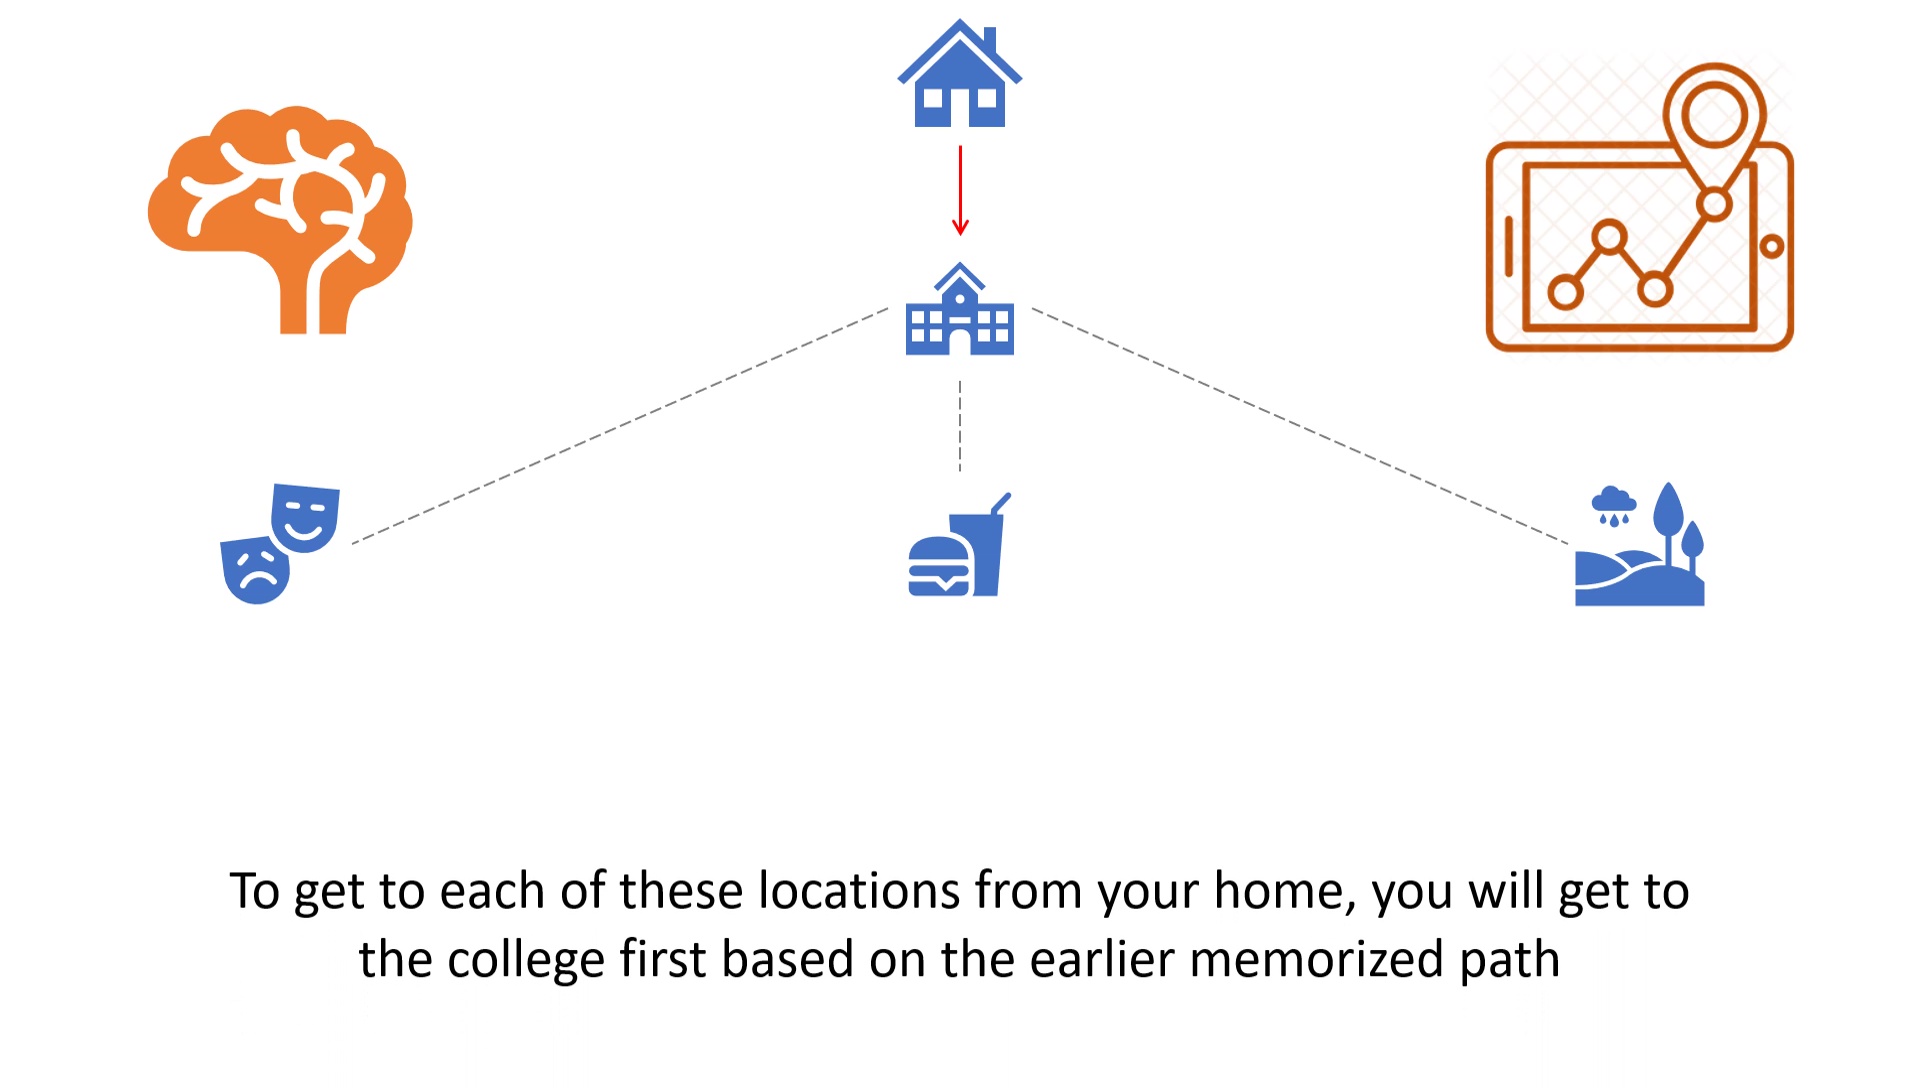 To get to each of these locations from your home, you will get to
the college first based on the earlier memorized path